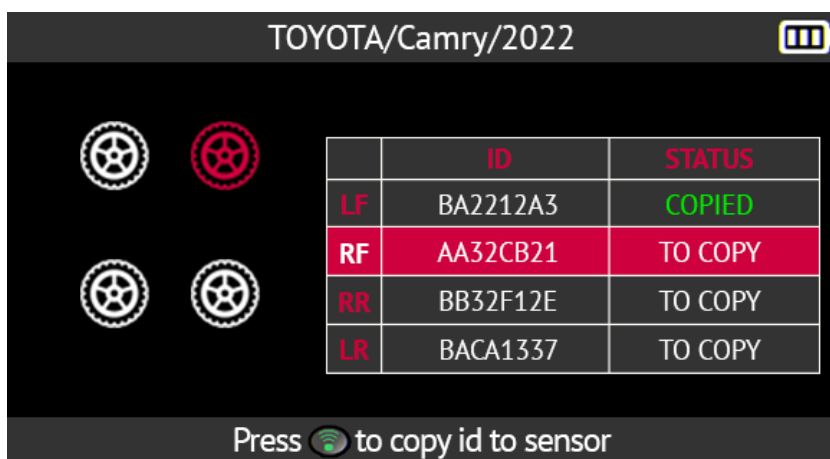 TOYOTA/Camry/2022
ID STATUS
LF BA2212A3 COPIED
RF AA32CB21 TO COPY
RR BB32F12E TO COPY
LR BACA1337 TO COPY
Press to copy id to sensor